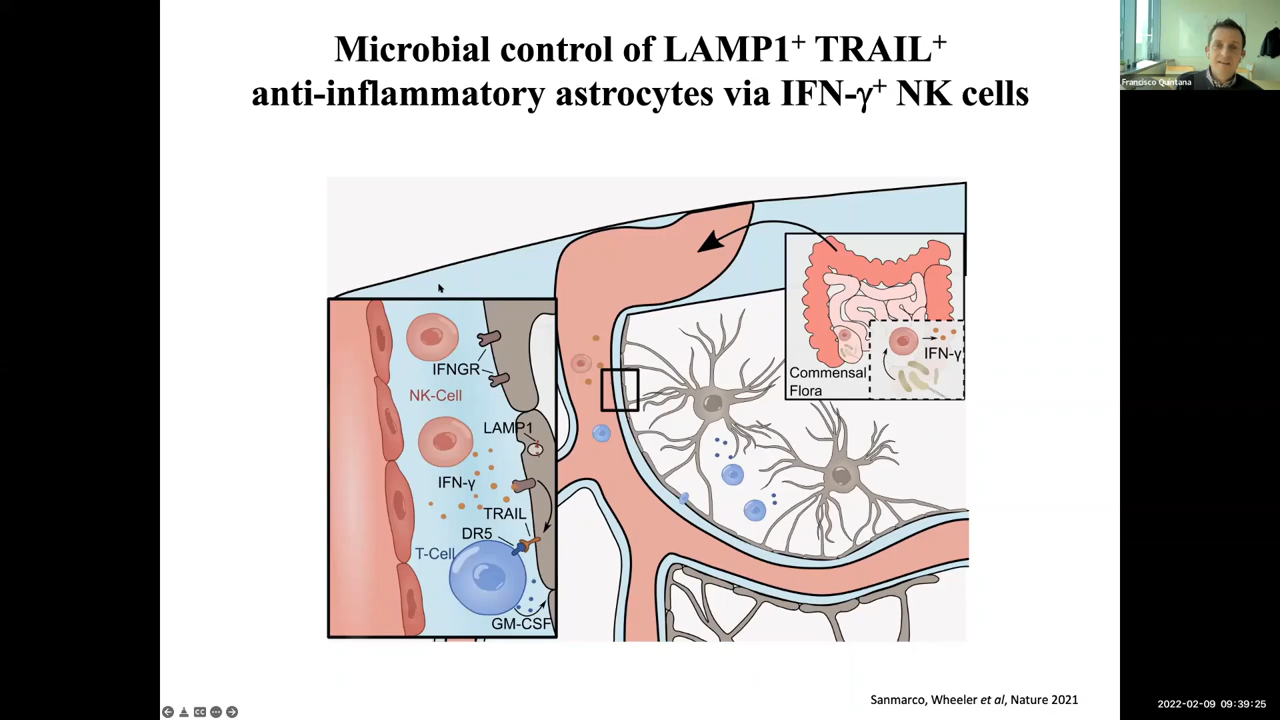 Microbial control of LAMP1+ TRAIL+
anti-inflammatory astrocytes via IFN-γ+ NK cells
Francisco Quintana
IFNGR
NK-Cell
LAMP1
IFN-γ
TRAIL
DR5
T-Cell
GM-CSF
IFN-γ
Commensal
Flora
Sanmarco, Wheeler et al, Nature 2021
CC
2022-02-09 09:39:25